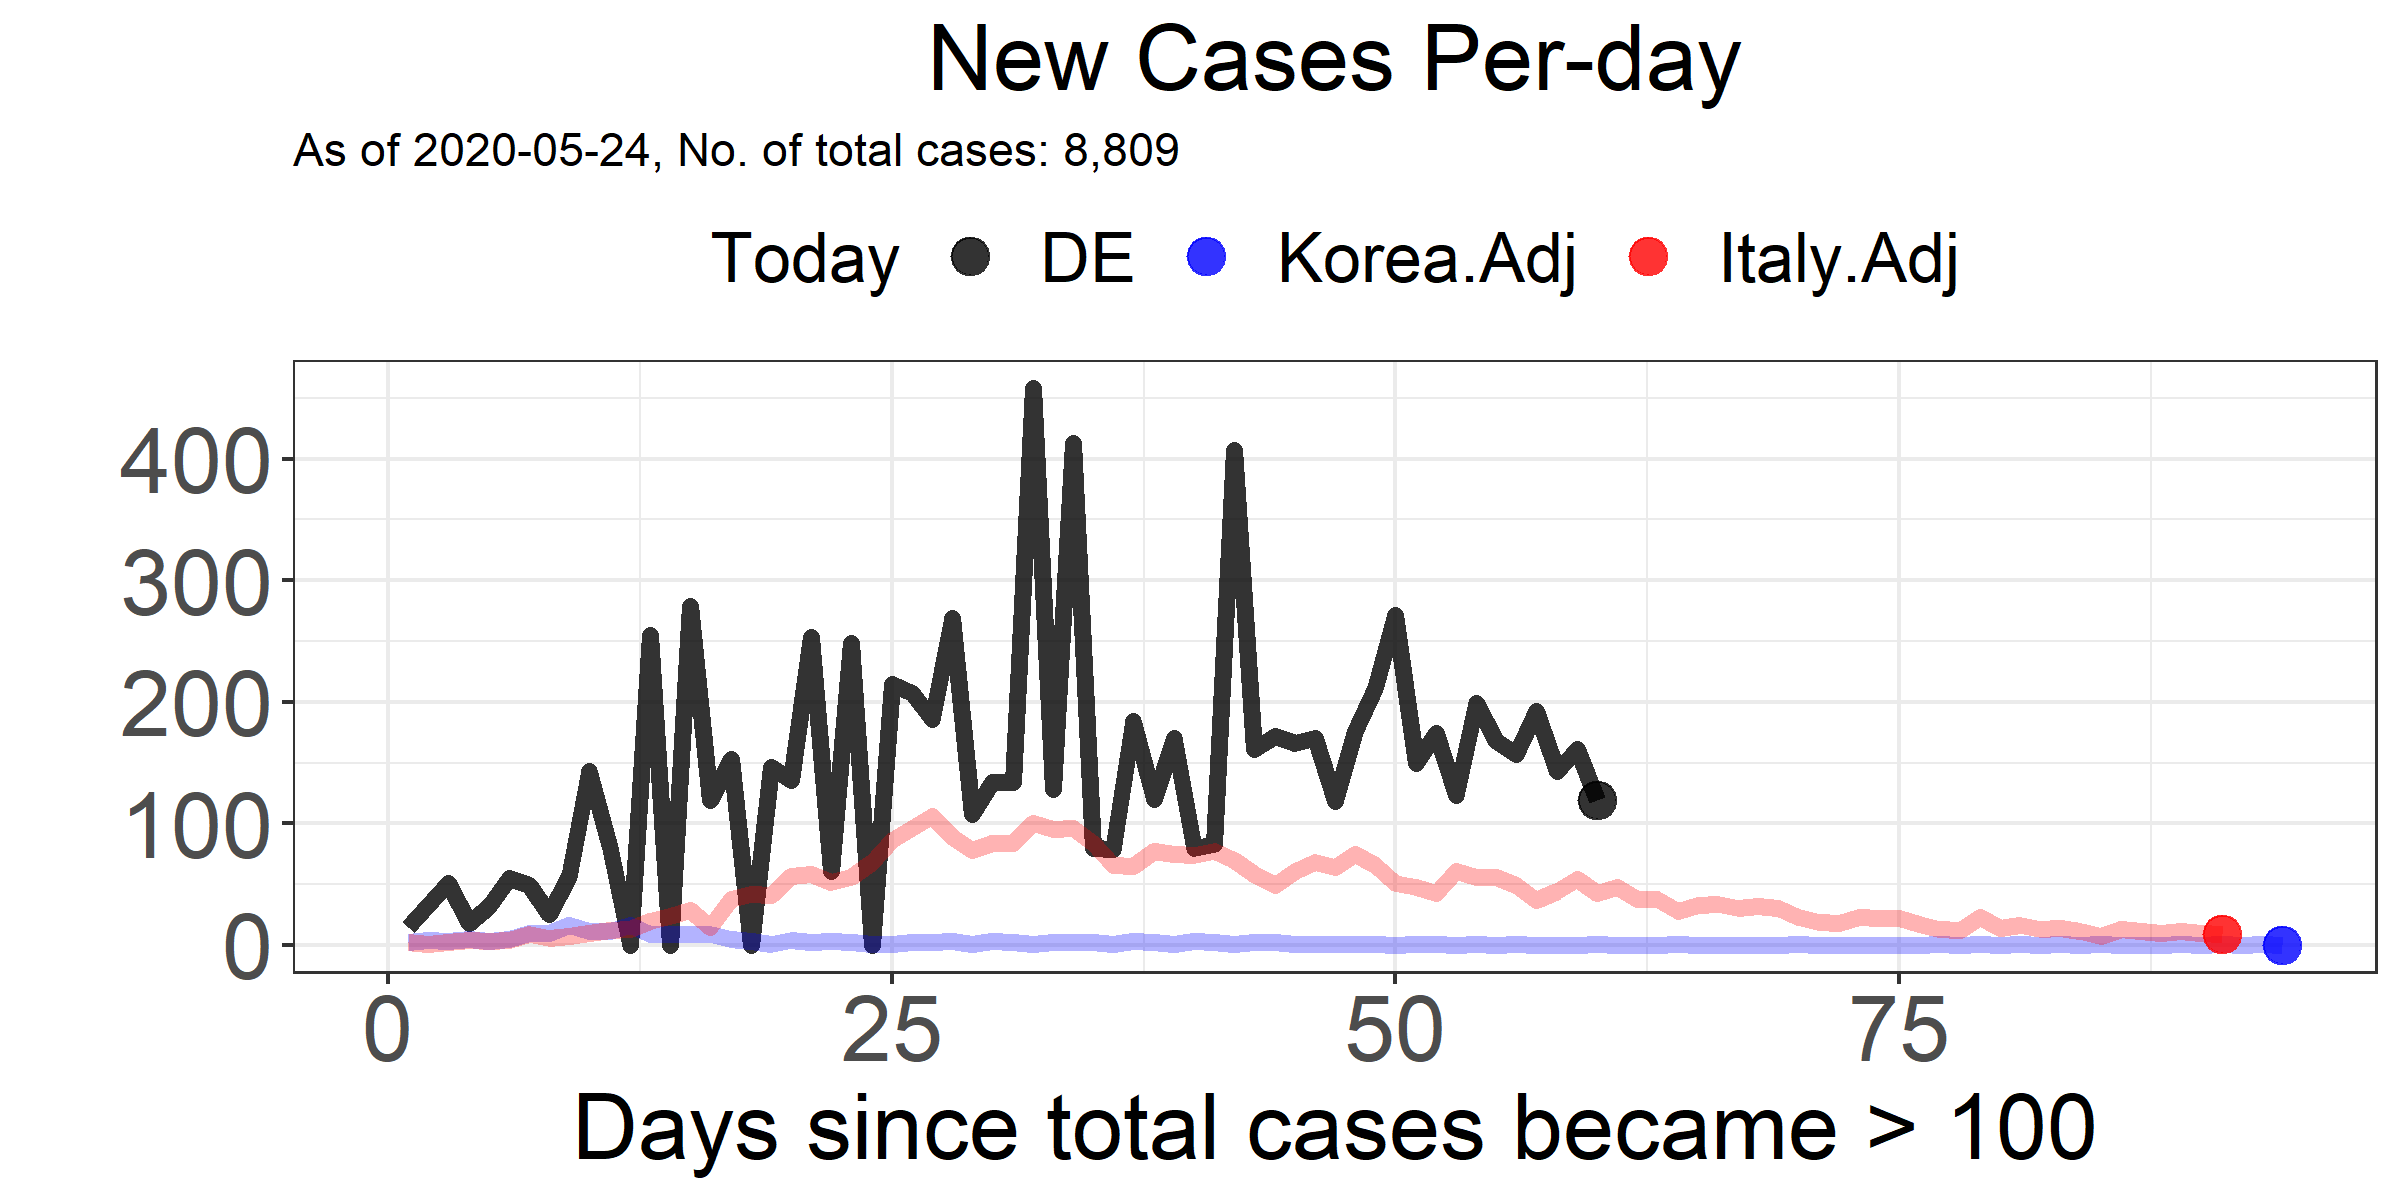 New Cases Per-day
As of 2020-05-24, No. of total cases: 8,809
Today DE Korea.Adj Italy.Adj
400
300
200
100
0
0 25 50 75
Days since total cases became > 100